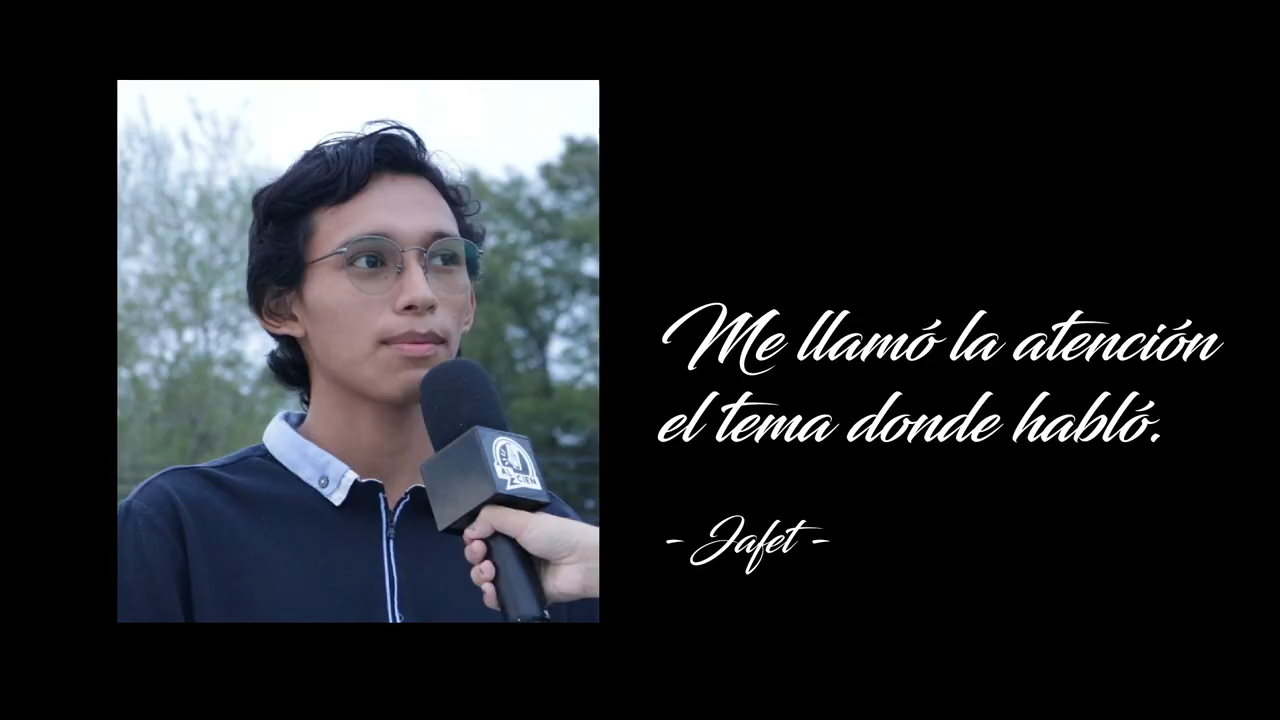 Me llamó la atención
el tema donde habló.
- Jafet -